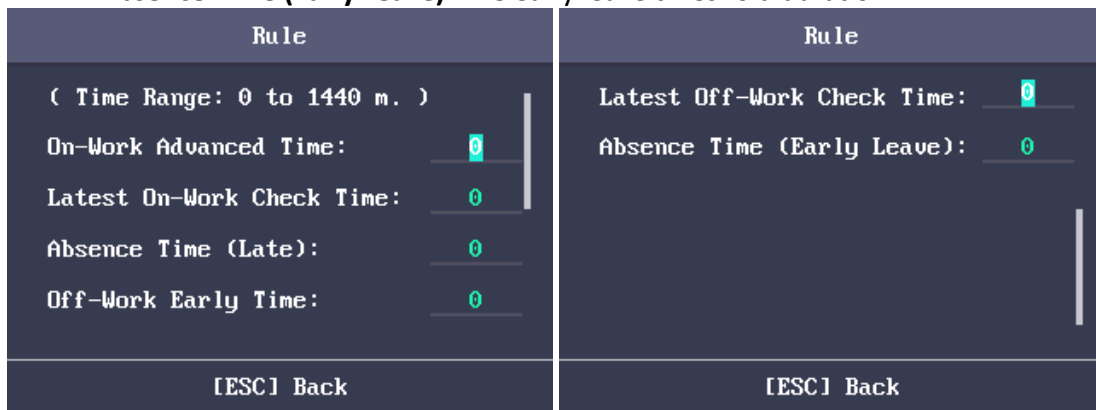 Rule
( Time Range: 0 to 1440 m. )
On-Work Advanced Time: 0
Latest On-Work Check Time: 0
Absence Time (Late): 0
Off-Work Early Time: 0
[ESC] Back
Rule
Latest Off-Work Check Time: 0
Absence Time (Early Leave): 0
[ESC] Back